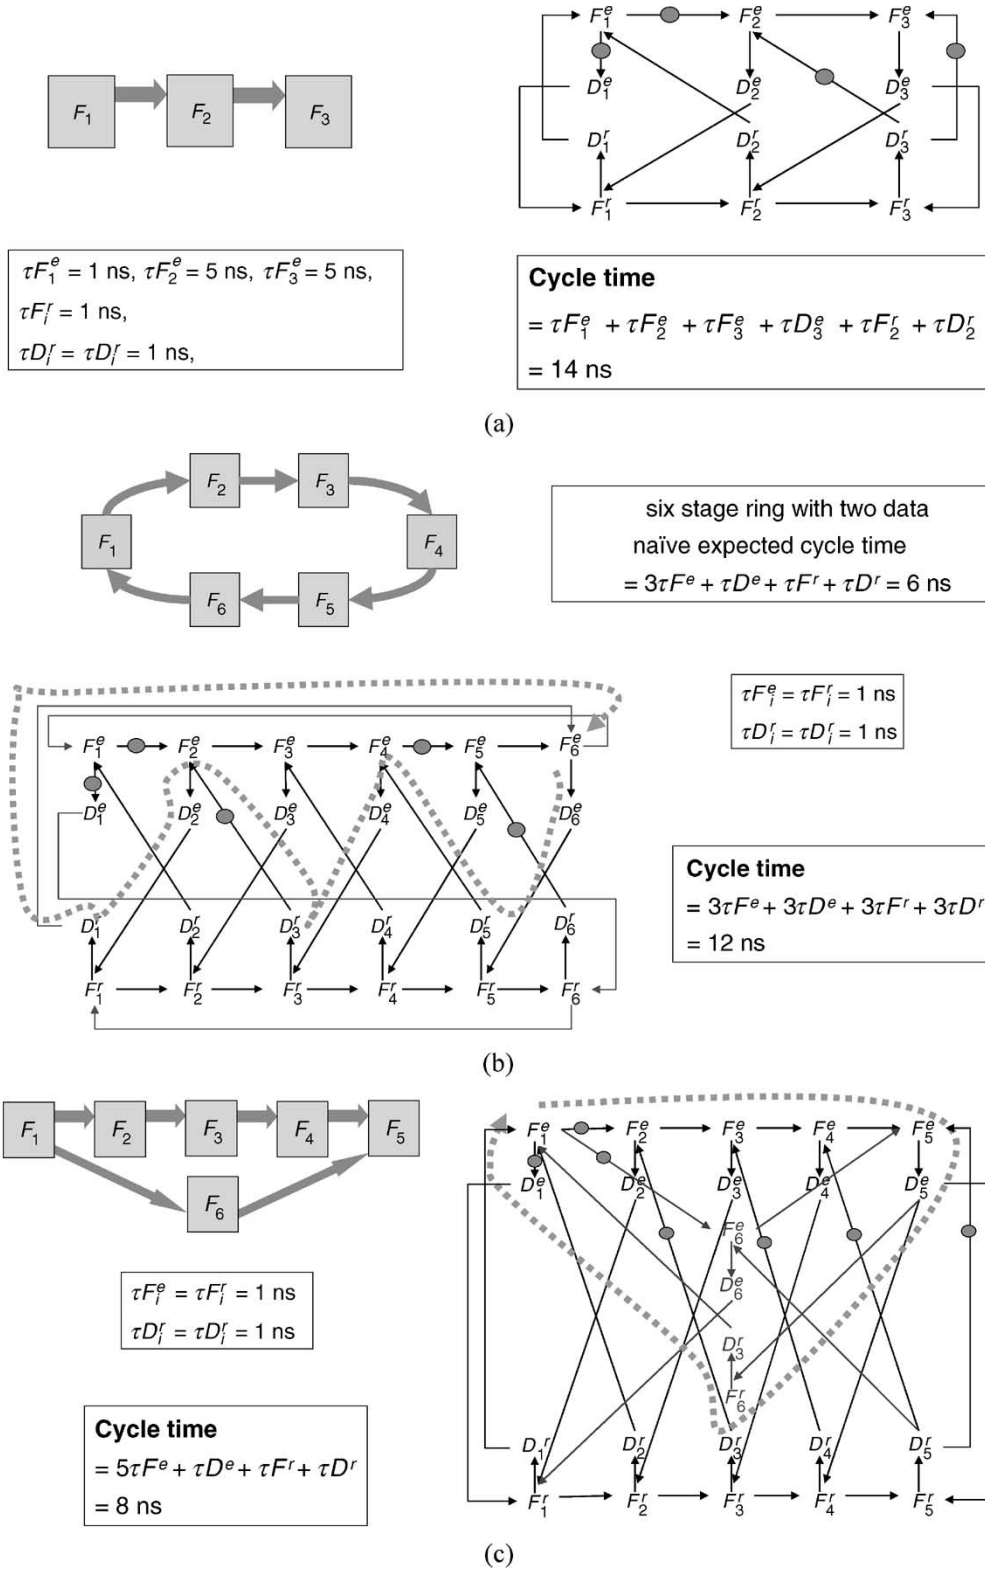 F₁ F₂ F₃
F₁ᵉ F₂ᵉ F₃ᵉ
D₁ᵉ D₂ᵉ D₃ᵉ
D₁ʳ D₂ʳ D₃ʳ
F₁ʳ F₂ʳ F₃ʳ
τF₁ᵉ = 1 ns, τF₂ᵉ = 5 ns, τF₃ᵉ = 5 ns,
τFᵢʳ = 1 ns,
τDᵢʳ = τDᵢʳ = 1 ns,
Cycle time
= τF₁ᵉ + τF₂ᵉ + τF₃ᵉ + τD₃ᵉ + τF₂ʳ + τD₂ʳ
= 14 ns
(a)
F₂ F₃
F₁ F₄
F₆ F₅
six stage ring with two data
naïve expected cycle time
= 3τFᵉ + τDᵉ + τFʳ + τDʳ = 6 ns
τFᵢᵉ = τFᵢʳ = 1 ns
τDᵢʳ = τDᵢʳ = 1 ns
F₁ᵉ F₂ᵉ F₃ᵉ F₄ᵉ F₅ᵉ F₆ᵉ
D₁ᵉ D₂ᵉ D₃ᵉ D₄ᵉ D₅ᵉ D₆ᵉ
D₁ʳ D₂ʳ D₃ʳ D₄ʳ D₅ʳ D₆ʳ
F₁ʳ F₂ʳ F₃ʳ F₄ʳ F₅ʳ F₆ʳ
Cycle time
= 3τFᵉ + 3τDᵉ + 3τFʳ + 3τDʳ
= 12 ns
(b)
F₁ F₂ F₃ F₄ F₅
F₆
τFᵢᵉ = τFᵢʳ = 1 ns
τDᵢʳ = τDᵢʳ = 1 ns
Cycle time
= 5τFᵉ + τDᵉ + τFʳ + τDʳ
= 8 ns
F₁ᵉ F₂ᵉ F₃ᵉ F₄ᵉ F₅ᵉ
D₁ᵉ D₂ᵉ D₃ᵉ D₄ᵉ D₅ᵉ
F₆ᵉ
D₆ᵉ
D₃ʳ
F₆ʳ
D₁ʳ D₂ʳ D₃ʳ D₄ʳ D₅ʳ
F₁ʳ F₂ʳ F₃ʳ F₄ʳ F₅ʳ
(c)